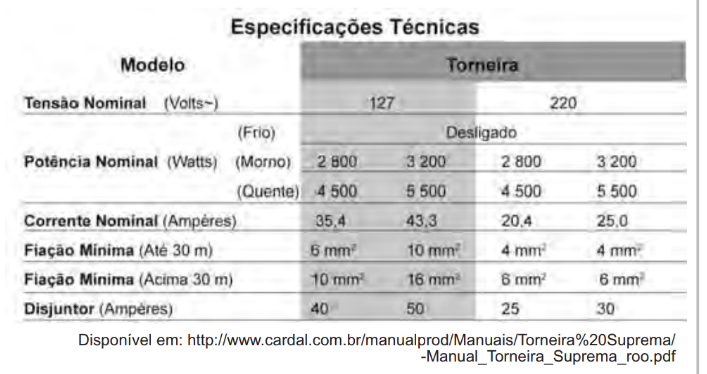 Especificações Técnicas
Modelo Torneira
Tensão Nominal (Volts~) 127 220
(Frio) Desligado
Potência Nominal (Watts) (Morno) 2 800 3 200 2 800 3 200
(Quente) 4 500 5 500 4 500 5 500
Corrente Nominal (Ampères) 35,4 43,3 20,4 25,0
Fiação Mínima (Até 30 m) 6 mm² 10 mm² 4 mm² 4 mm²
Fiação Mínima (Acima 30 m) 10 mm² 16 mm² 6 mm² 6 mm²
Disjuntor (Ampères) 40 50 25 30
Disponível em: http://www.cardal.com.br/manualprod/Manuais/Torneira%20Suprema/
-Manual_Torneira_Suprema_roo.pdf